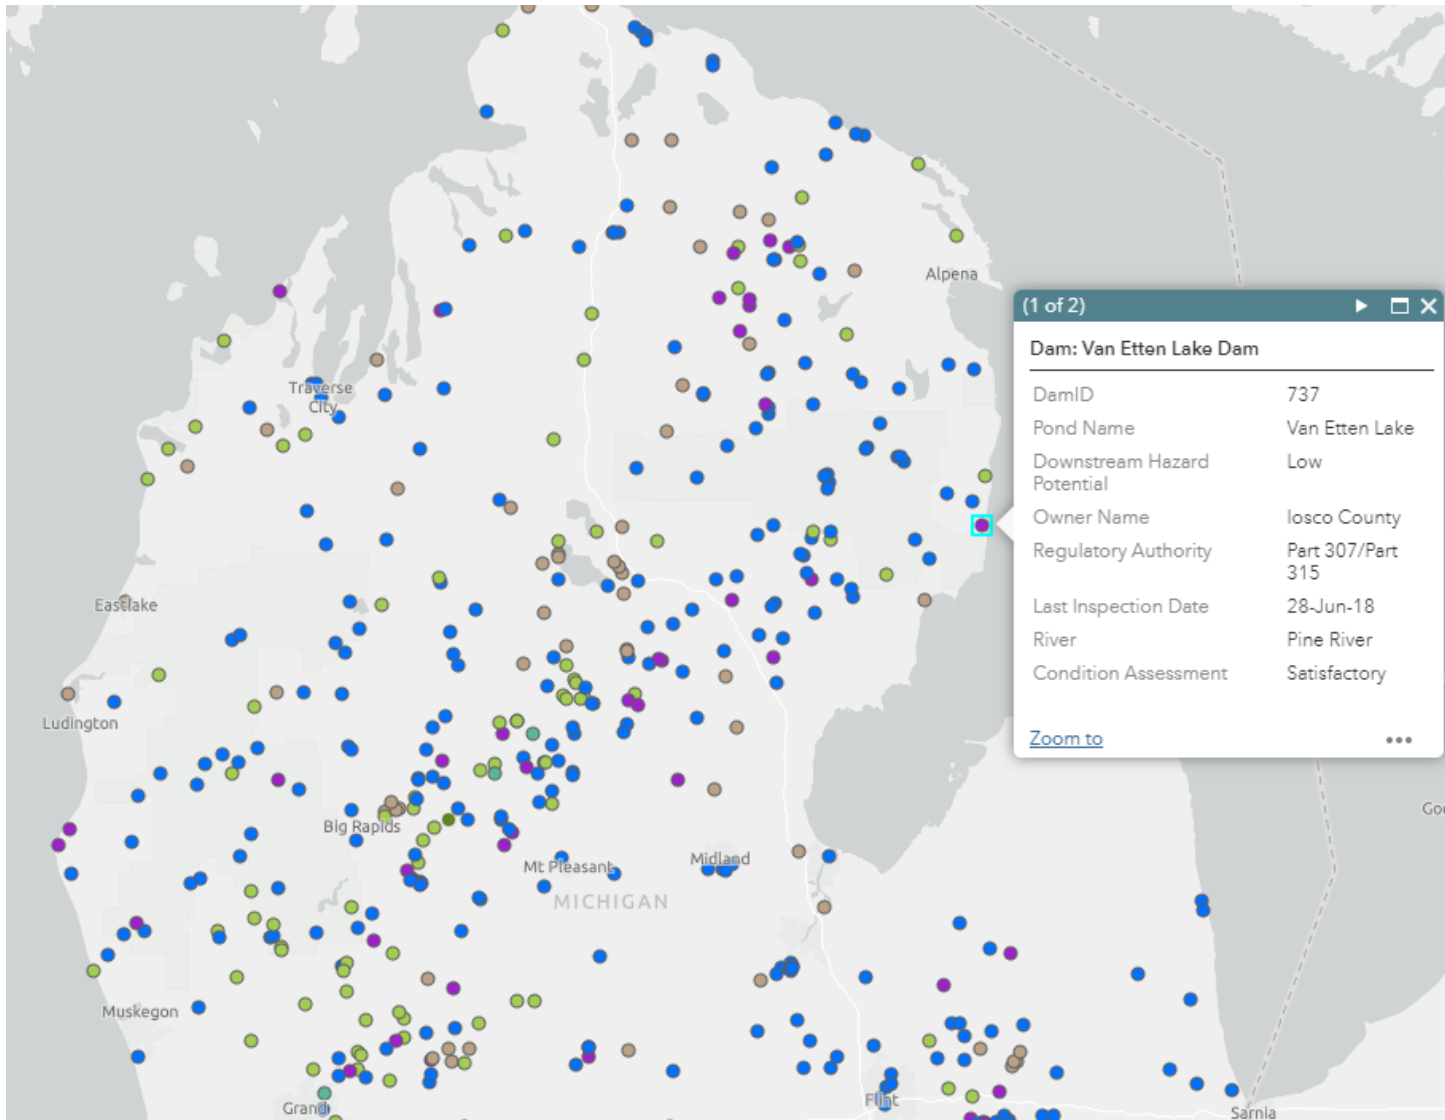 Alpena
(1 of 2)
Dam: Van Etten Lake Dam
DamID 737
Pond Name Van Etten Lake
Downstream Hazard Low
Potential
Owner Name Iosco County
Regulatory Authority Part 307/Part
315
Last Inspection Date 28-Jun-18
River Pine River
Condition Assessment Satisfactory
Zoom to
Traverse
City
Eastlake
Ludington
Big Rapids
Mt Pleasant
Midland
MICHIGAN
Muskegon
Flint
Grand
Sarnia